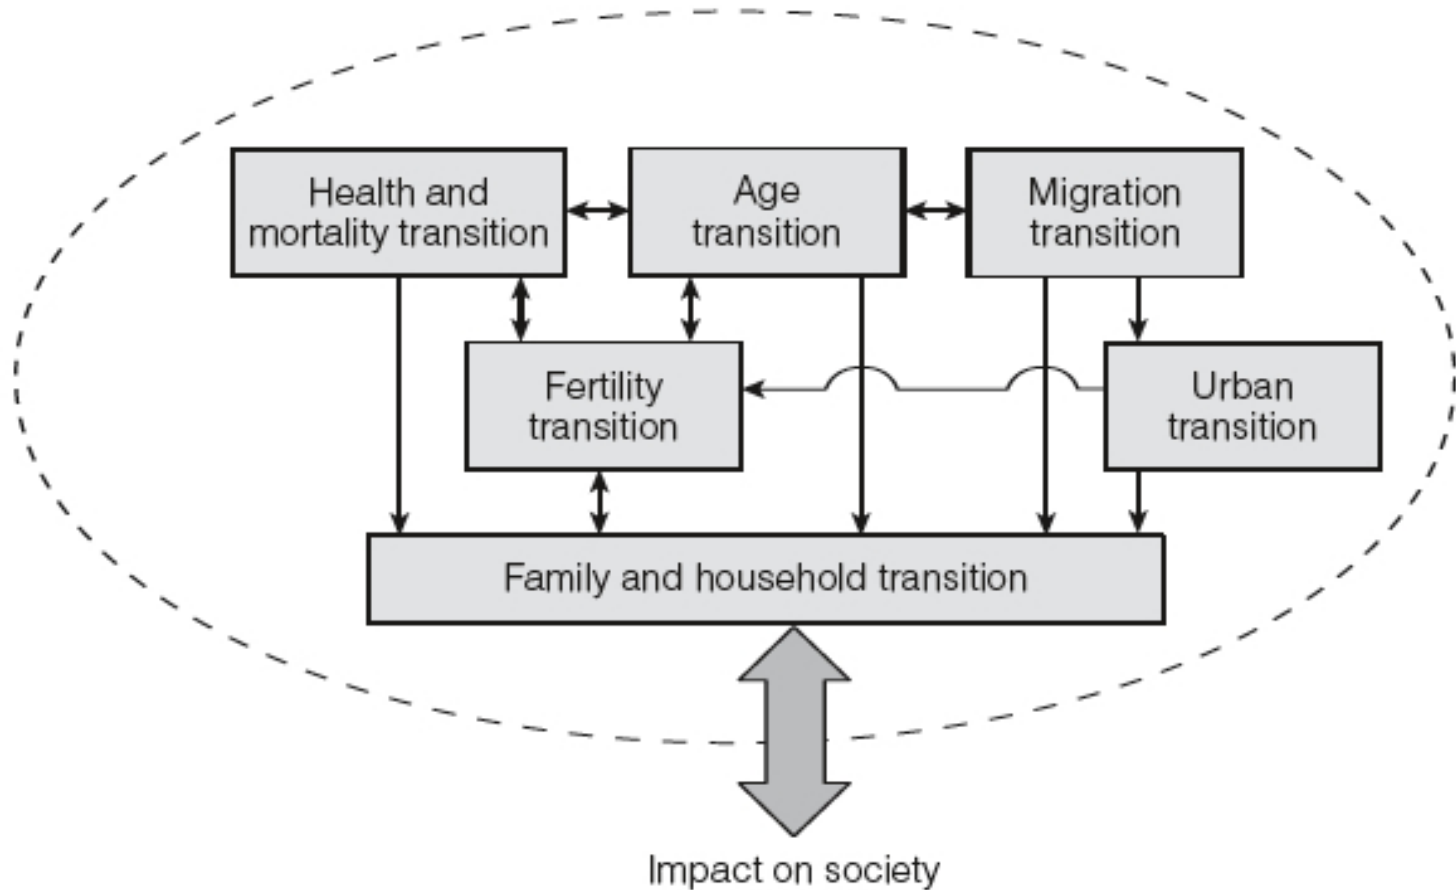 Health and
mortality transition
Age
transition
Migration
transition
Fertility
transition
Urban
transition
Family and household transition
Impact on society